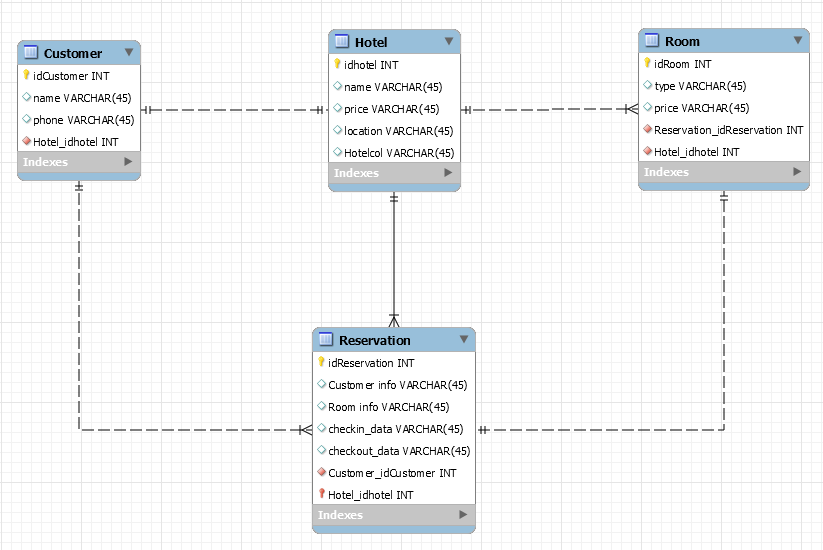 Customer
idCustomer INT
name VARCHAR(45)
phone VARCHAR(45)
Hotel_idhotel INT
Indexes
Hotel
idhotel INT
name VARCHAR(45)
price VARCHAR(45)
location VARCHAR(45)
Hotelcol VARCHAR(45)
Indexes
Room
idRoom INT
type VARCHAR(45)
price VARCHAR(45)
Reservation_idReservation INT
Hotel_idhotel INT
Indexes
Reservation
idReservation INT
Customer info VARCHAR(45)
Room info VARCHAR(45)
checkin_data VARCHAR(45)
checkout_data VARCHAR(45)
Customer_idCustomer INT
Hotel_idhotel INT
Indexes